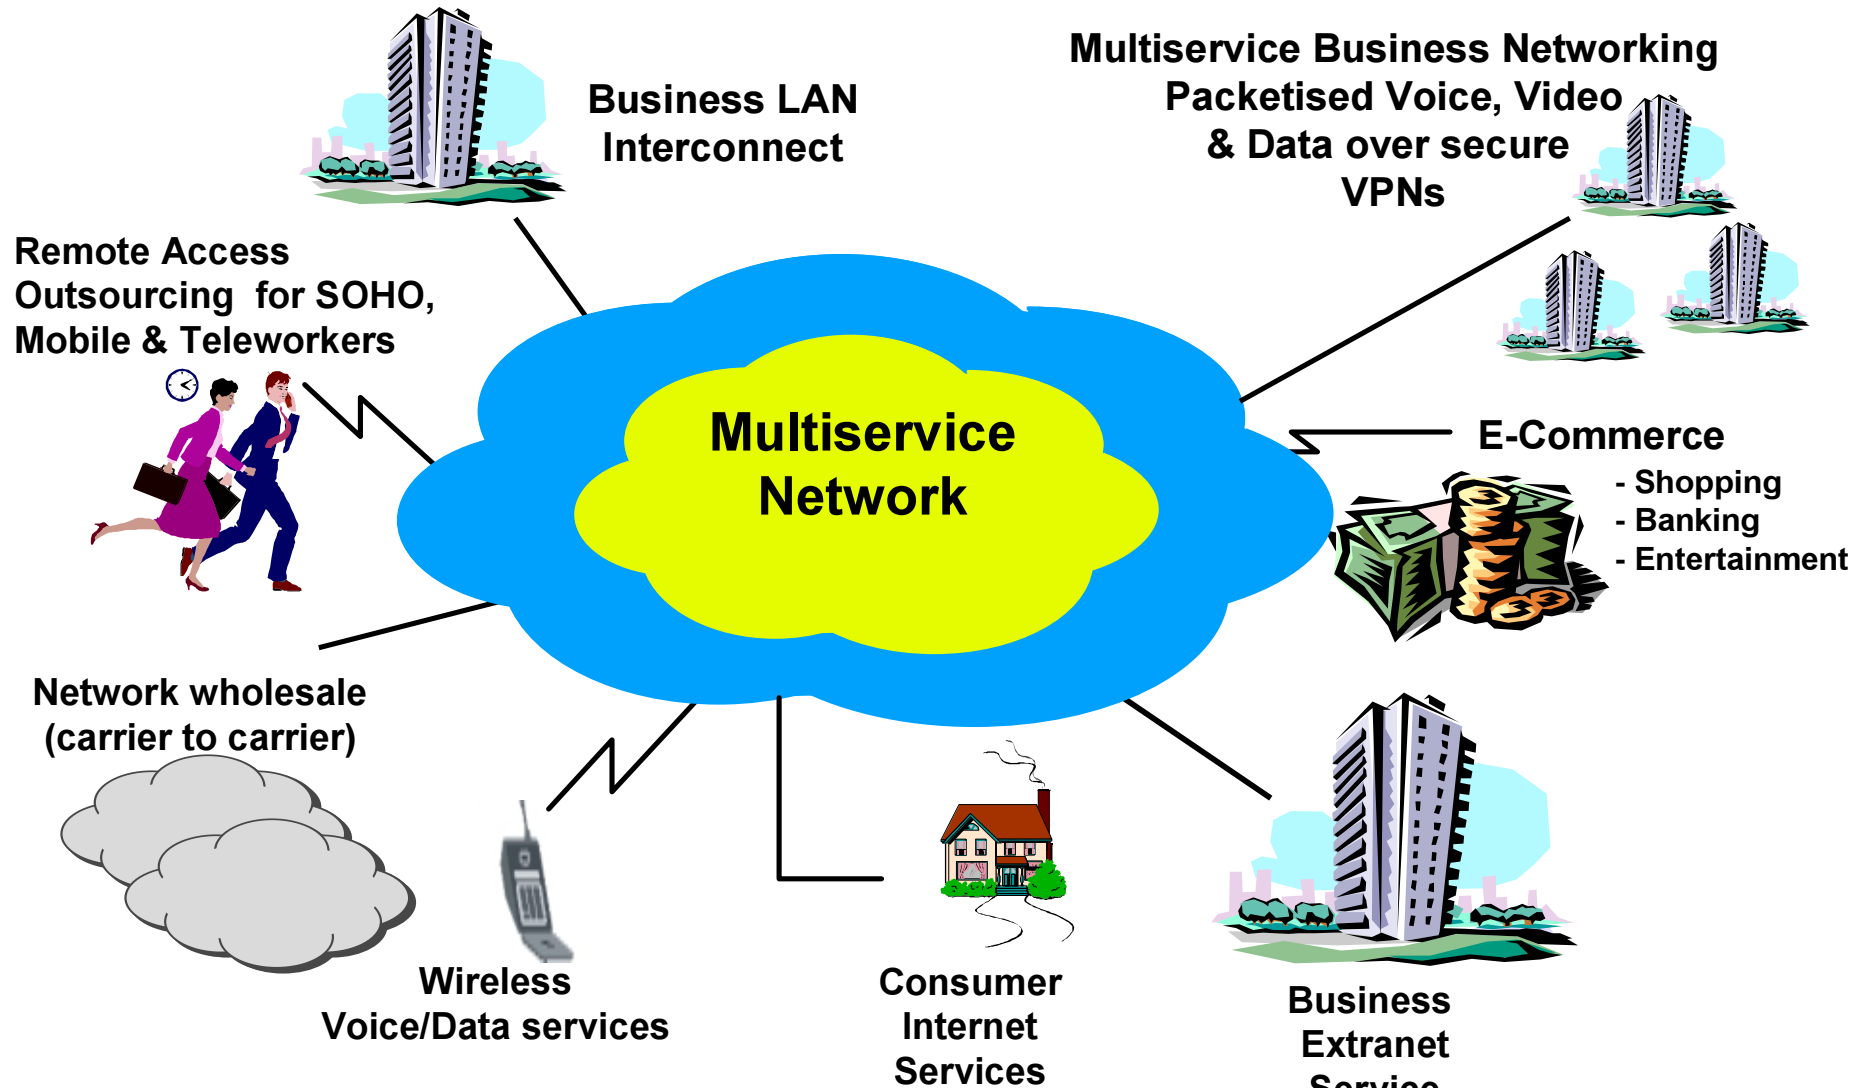 Business LAN
Interconnect
Multiservice Business Networking
Packetised Voice, Video
& Data over secure
VPNs
Remote Access
Outsourcing for SOHO,
Mobile & Teleworkers
Multiservice
Network
E-Commerce
- Shopping
- Banking
- Entertainment
Network wholesale
(carrier to carrier)
Wireless
Voice/Data services
Consumer
Internet
Services
Business
Extranet
Service